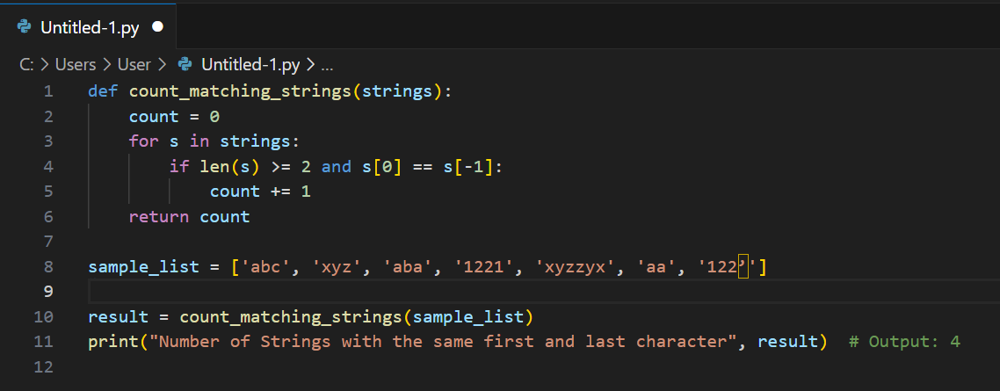 Untitled-1.py
C: > Users > User > Untitled-1.py > ...
1 def count_matching_strings(strings):
2     count = 0
3     for s in strings:
4         if len(s) >= 2 and s[0] == s[-1]:
5             count += 1
6     return count
7
8 sample_list = ['abc', 'xyz', 'aba', '1221', 'xyzzyx', 'aa', '122’']
9
10 result = count_matching_strings(sample_list)
11 print("Number of Strings with the same first and last character", result)  # Output: 4
12